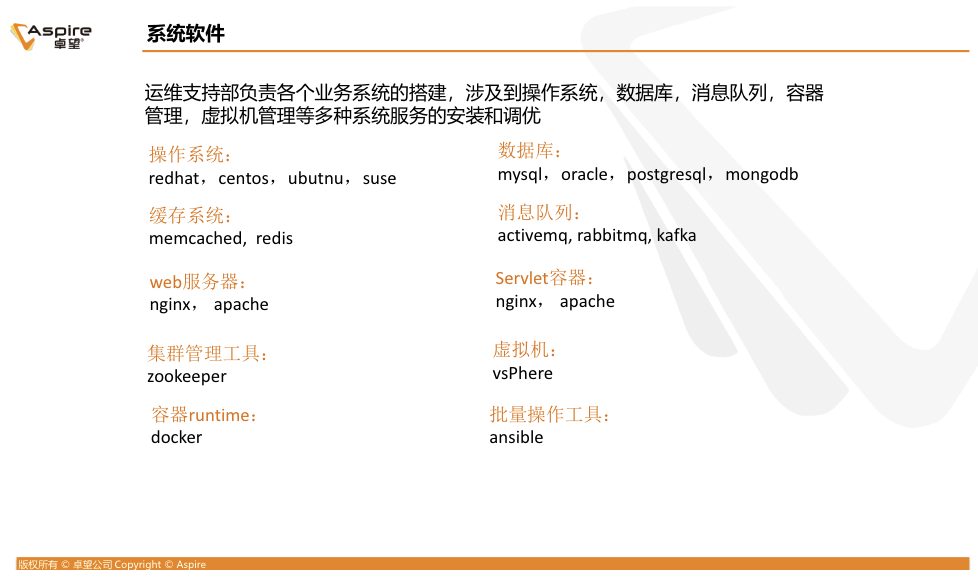 Aspire
卓望®
系统软件
运维支持部负责各个业务系统的搭建，涉及到操作系统，数据库，消息队列，容器
管理，虚拟机管理等多种系统服务的安装和调优
操作系统：
redhat，centos，ubutnu，suse
数据库：
mysql，oracle，postgresql，mongodb
缓存系统：
memcached, redis
消息队列：
activemq, rabbitmq, kafka
web服务器：
nginx， apache
Servlet容器：
nginx， apache
集群管理工具：
zookeeper
虚拟机：
vsPhere
容器runtime：
docker
批量操作工具：
ansible
版权所有 © 卓望公司 Copyright © Aspire